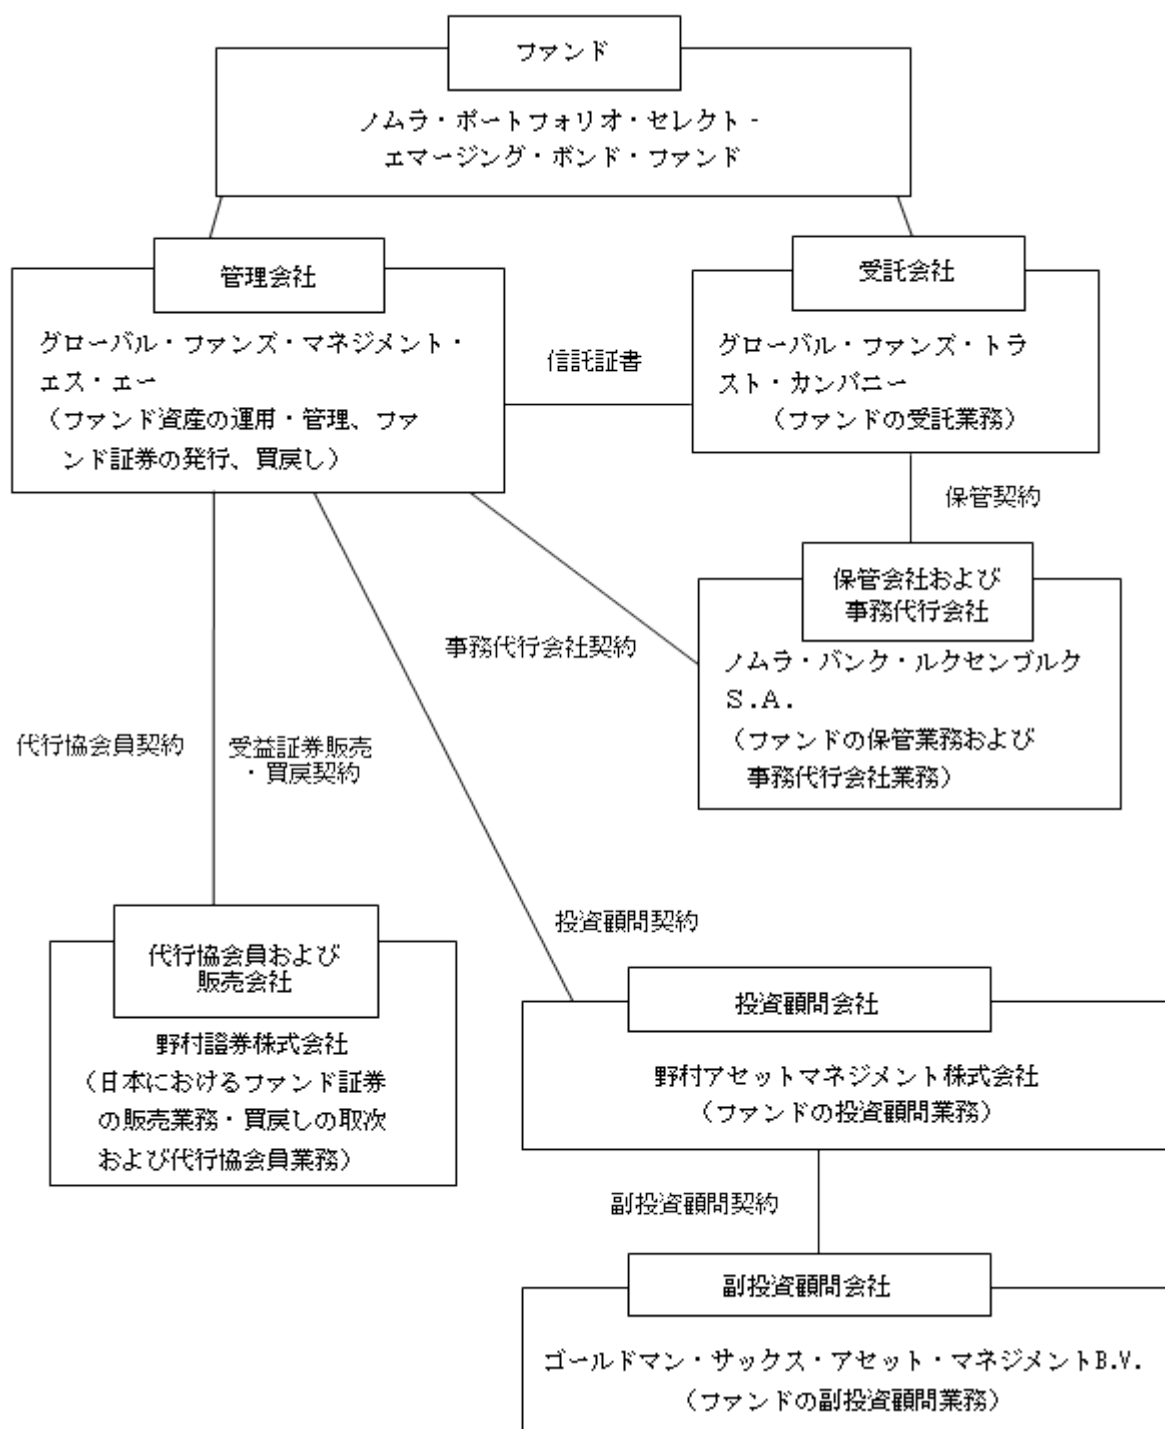 ファンド
ノムラ・ポートフォリオ・セレクト -
エマージング・ボンド・ファンド
管理会社
グローバル・ファンズ・マネジメント・
エス・エー
（ファンド資産の運用・管理、ファ
ンド証券の発行、買戻し）
信託証書
受託会社
グローバル・ファンズ・トラ
スト・カンパニー
（ファンドの受託業務）
保管契約
保管会社および
事務代行会社
ノムラ・バンク・ルクセンブルク
S.A.
（ファンドの保管業務および
事務代行会社業務）
事務代行会社契約
代行協会員契約
受益証券販売
・買戻契約
投資顧問契約
代行協会員および
販売会社
野村證券株式会社
（日本におけるファンド証券
の販売業務・買戻しの取次
および代行協会員業務）
投資顧問会社
野村アセットマネジメント株式会社
（ファンドの投資顧問業務）
副投資顧問契約
副投資顧問会社
ゴールドマン・サックス・アセット・マネジメントB.V.
（ファンドの副投資顧問業務）